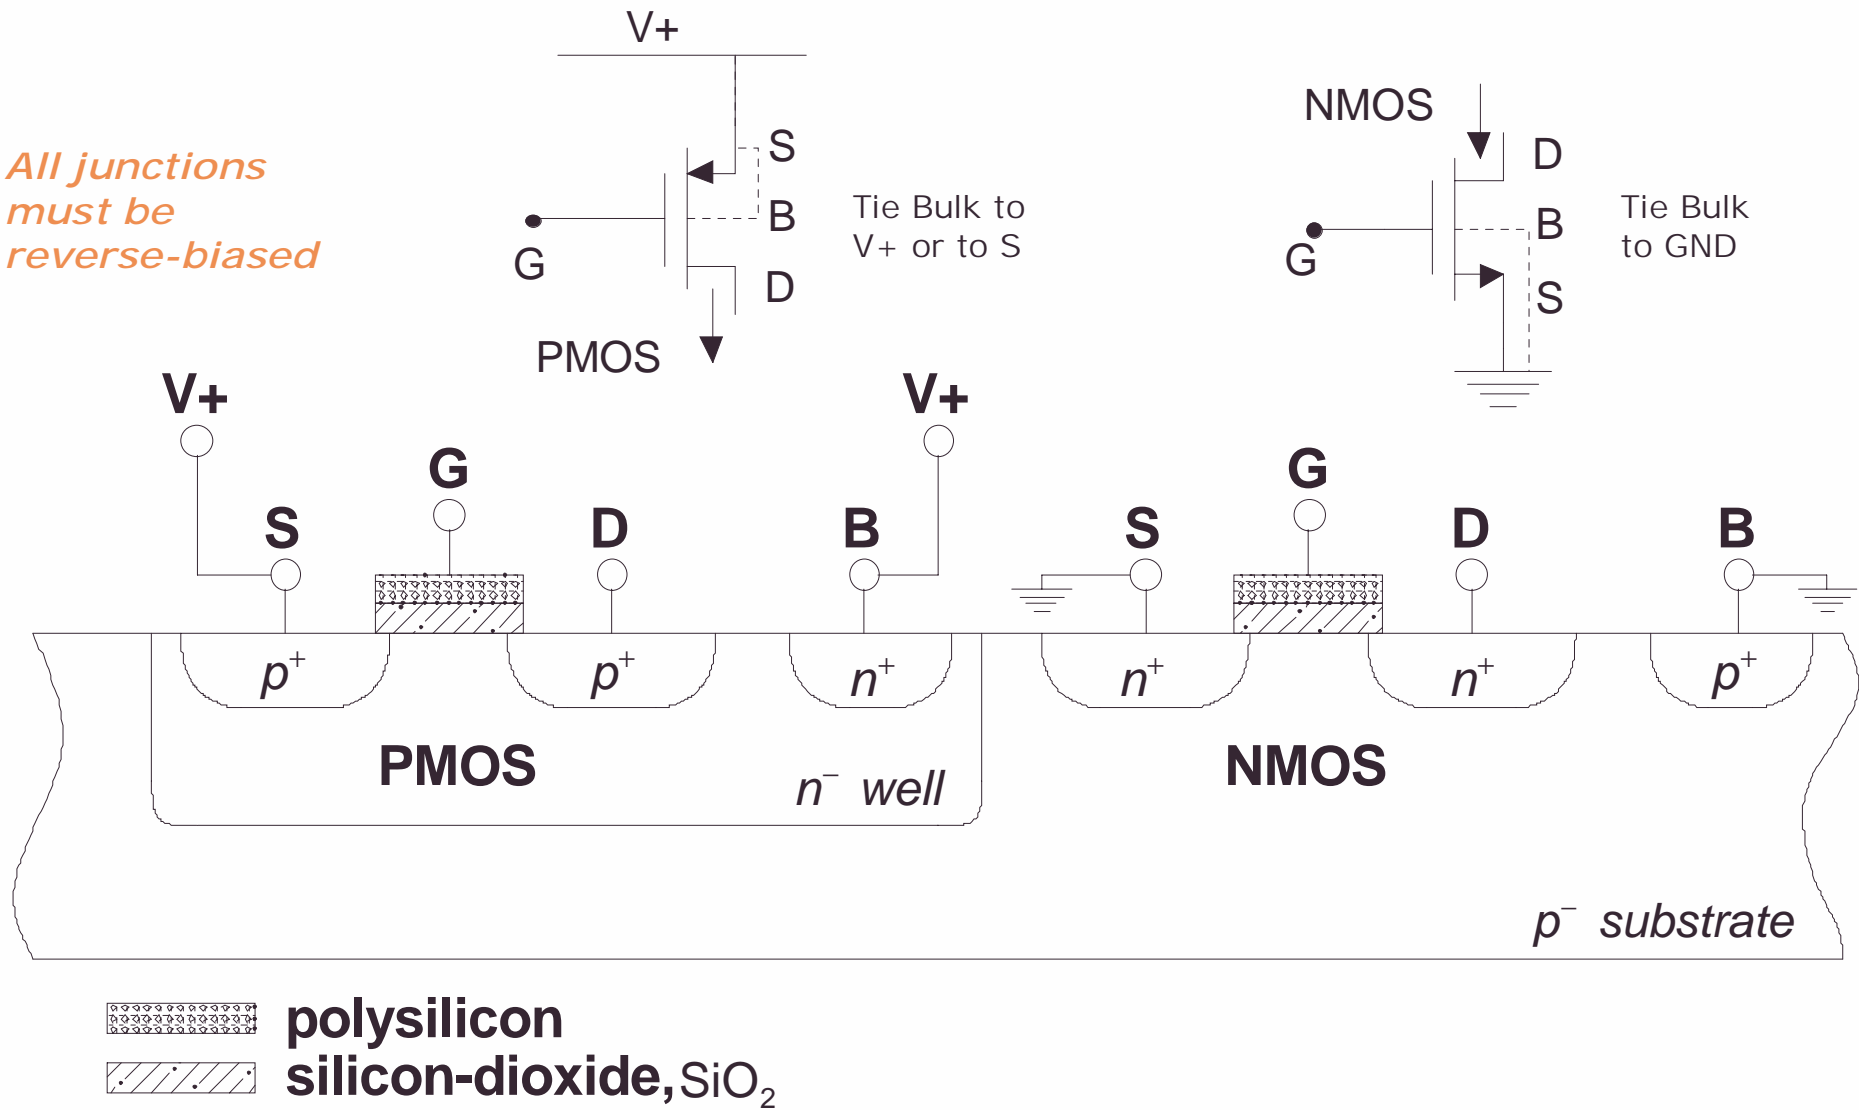 V+
All junctions
must be
reverse-biased
S
B
G
D
PMOS
Tie Bulk to
V+ or to S
NMOS
D
B
G
S
Tie Bulk
to GND
V+
V+
G
G
S
D
B
S
D
B
p⁺
p⁺
n⁺
n⁺
n⁺
p⁺
PMOS
NMOS
n⁻ well
p⁻ substrate
polysilicon
silicon-dioxide, SiO₂